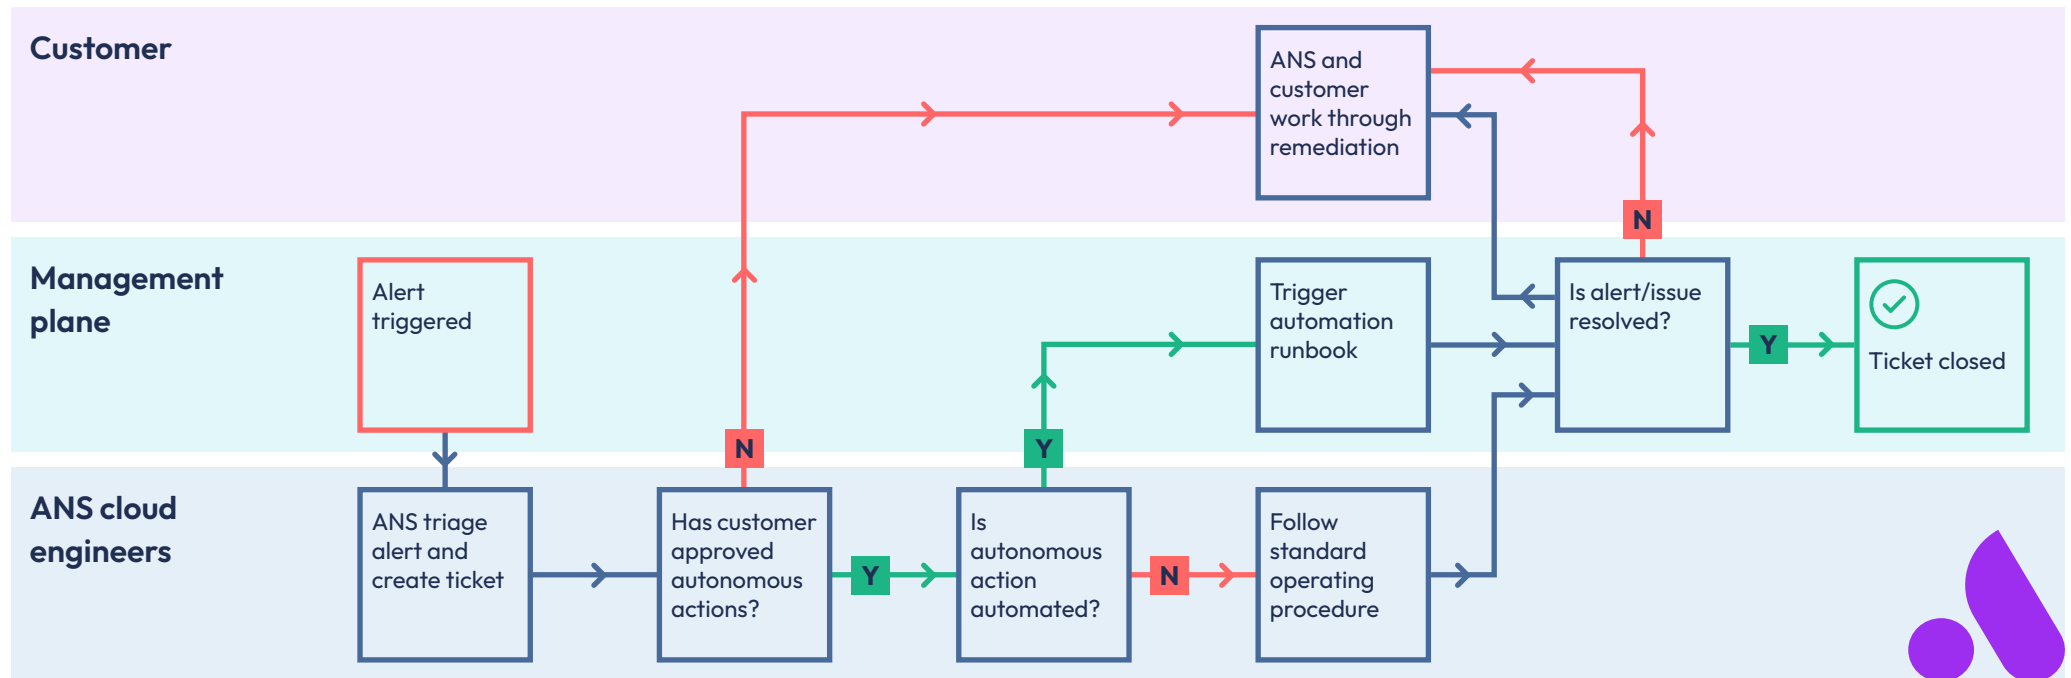 Customer
ANS and
customer
work through
remediation
N
Management
plane
Alert
triggered
Trigger
automation
runbook
Is alert/issue
resolved?
Y
Ticket closed
N
Y
ANS cloud
engineers
ANS triage
alert and
create ticket
Has customer
approved
autonomous
actions?
Y
Is
autonomous
action
automated?
N
Follow
standard
operating
procedure